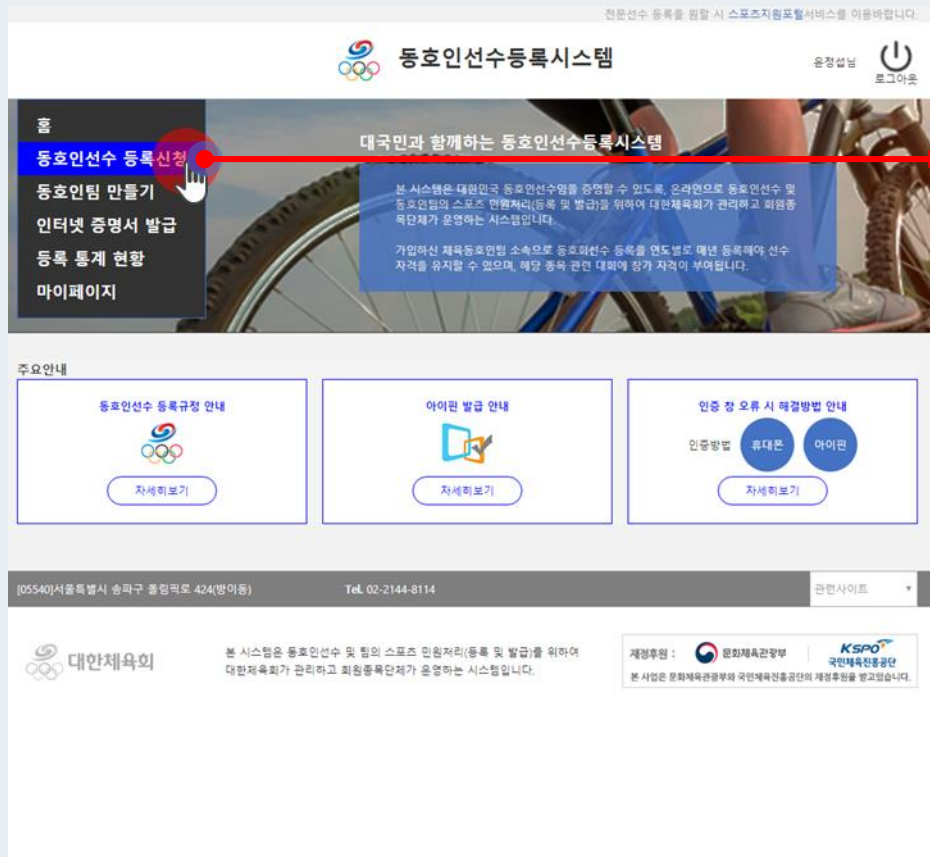 전문선수 등록을 원할 시 스포츠지원포털서비스를 이용바랍니다.
동호인선수등록시스템
윤정섭님
로그아웃
홈
동호인선수 등록신청
동호인팀 만들기
인터넷 증명서 발급
등록 통계 현황
마이페이지
대국민과 함께하는 동호인선수등록시스템
본 시스템은 대한민국 동호인선수임을 증명할 수 있도록, 온라인으로 동호인선수 및
동호인팀의 스포츠 민원처리(등록 및 발급)을 위하여 대한체육회가 관리하고 회원종
목단체가 운영하는 시스템입니다.
가입하신 체육동호인팀 소속으로 동호회선수 등록을 연도별로 매년 등록해야 선수
자격를 유지할 수 있으며, 해당 종목 관련 대회에 참가 자격이 부여됩니다.
주요안내
동호인선수 등록규정 안내
자세히보기
아이핀 발급 안내
자세히보기
인증 창 오류 시 해결방법 안내
인증방법 휴대폰 아이핀
자세히보기
[05540]서울특별시 송파구 올림픽로 424(방이동) Tel. 02-2144-8114 관련사이트
대한체육회
본 시스템은 동호인선수 및 팀의 스포츠 민원처리(등록 및 발급)를 위하여
대한체육회가 관리하고 회원종목단체가 운영하는 시스템입니다.
재정후원 : 문화체육관광부 KSPO 국민체육진흥공단
본 사업은 문화체육관광부와 국민체육진흥공단의 재정후원을 받고있습니다.